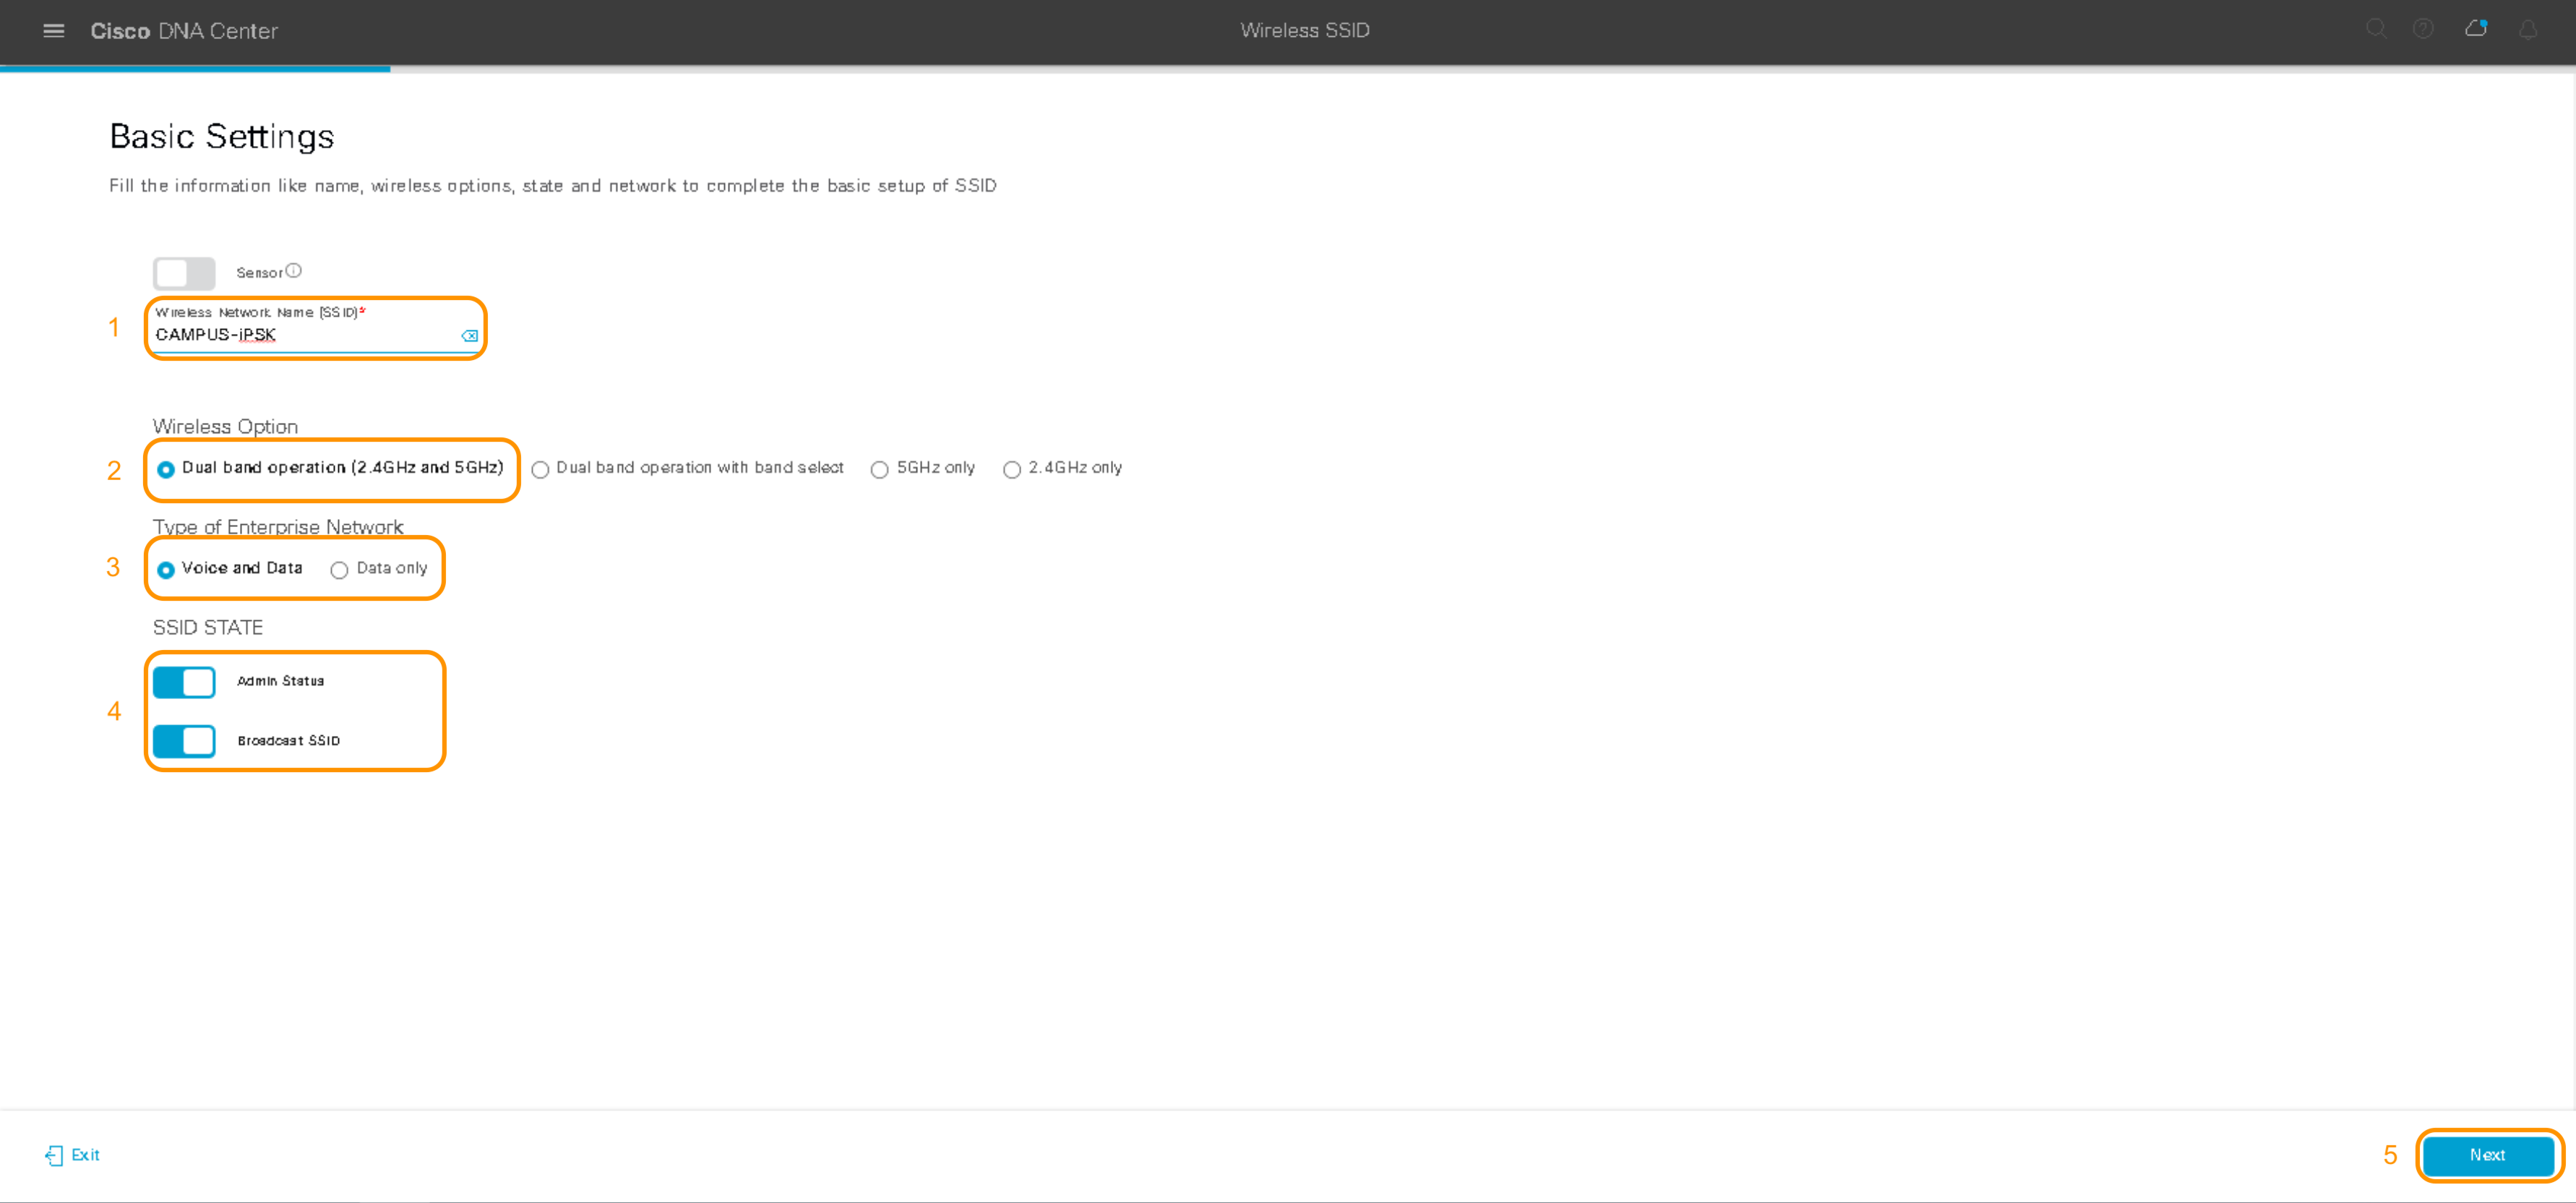 Cisco DNA Center
Wireless SSID
Basic Settings
Fill the information like name, wireless options, state and network to complete the basic setup of SSID
Sensor
1
Wireless Network Name (SSID)*
CAMPUS-iPSK
Wireless Option
2
Dual band operation (2.4GHz and 5GHz) Dual band operation with band select 5GHz only 2.4GHz only
Type of Enterprise Network
3
Voice and Data Data only
SSID STATE
4
Admin Status
Broadcast SSID
Exit
5
Next